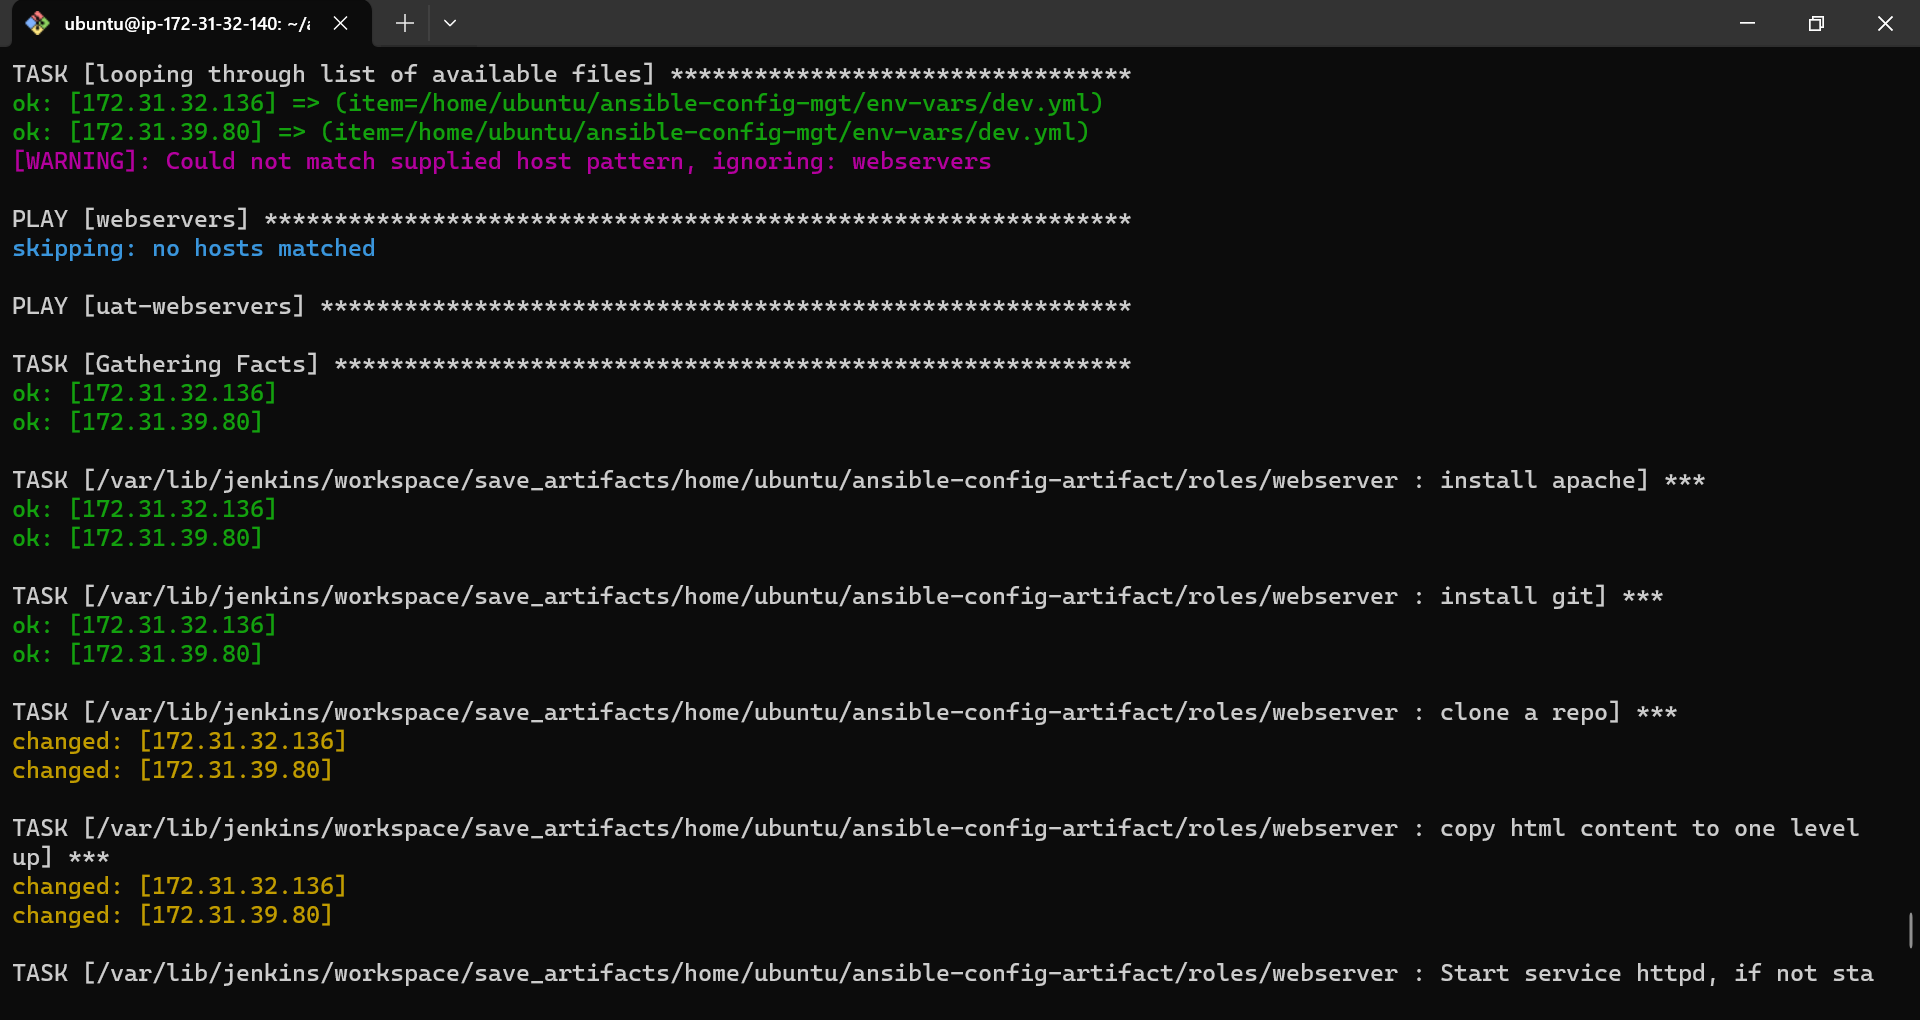 ubuntu@ip-172-31-32-140: ~/a
TASK [looping through list of available files] *********************************
ok: [172.31.32.136] => (item=/home/ubuntu/ansible-config-mgt/env-vars/dev.yml)
ok: [172.31.39.80] => (item=/home/ubuntu/ansible-config-mgt/env-vars/dev.yml)
[WARNING]: Could not match supplied host pattern, ignoring: webservers
PLAY [webservers] **************************************************************
skipping: no hosts matched
PLAY [uat-webservers] **********************************************************
TASK [Gathering Facts] *********************************************************
ok: [172.31.32.136]
ok: [172.31.39.80]
TASK [/var/lib/jenkins/workspace/save_artifacts/home/ubuntu/ansible-config-artifact/roles/webserver : install apache] ***
ok: [172.31.32.136]
ok: [172.31.39.80]
TASK [/var/lib/jenkins/workspace/save_artifacts/home/ubuntu/ansible-config-artifact/roles/webserver : install git] ***
ok: [172.31.32.136]
ok: [172.31.39.80]
TASK [/var/lib/jenkins/workspace/save_artifacts/home/ubuntu/ansible-config-artifact/roles/webserver : clone a repo] ***
changed: [172.31.32.136]
changed: [172.31.39.80]
TASK [/var/lib/jenkins/workspace/save_artifacts/home/ubuntu/ansible-config-artifact/roles/webserver : copy html content to one level
up] ***
changed: [172.31.32.136]
changed: [172.31.39.80]
TASK [/var/lib/jenkins/workspace/save_artifacts/home/ubuntu/ansible-config-artifact/roles/webserver : Start service httpd, if not sta